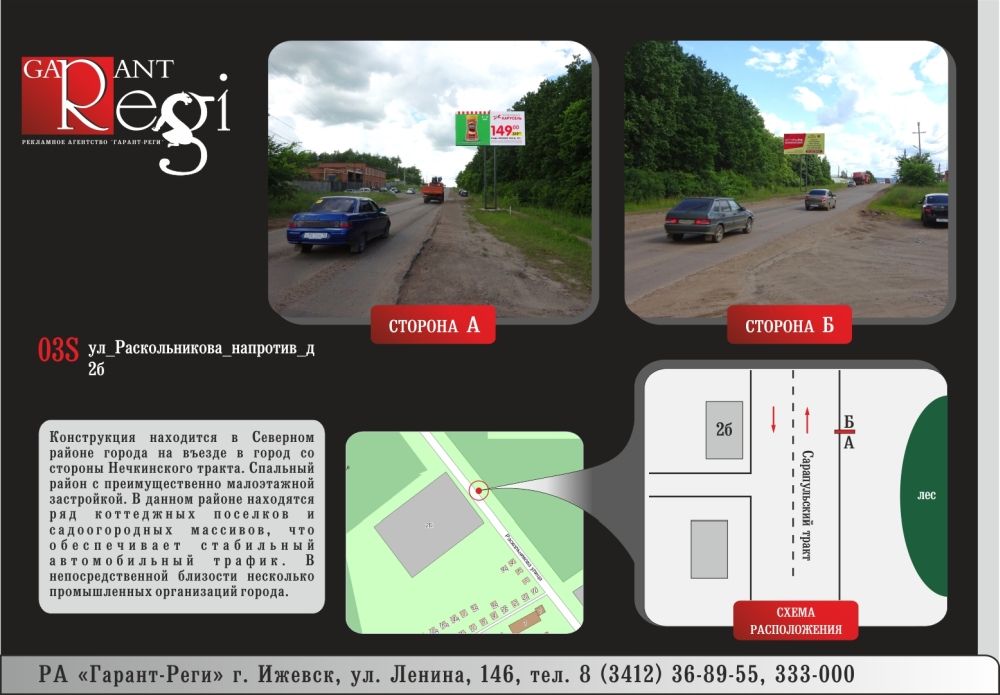 GARANT
Regi
РЕКЛАМНОЕ АГЕНТСТВО "ГАРАНТ-РЕГИ"
КАРУСЕЛЬ
149
СТОРОНА А
СТОРОНА Б
03S ул_Раскольникова_напротив_д
2б
Конструкция находится в Северном
районе города на въезде в город со
стороны Нечкинского тракта. Спальный
район с преимущественно малоэтажной
застройкой. В данном районе находятся
ряд коттеджных поселков и
садоогородных массивов, что
обеспечивает стабильный
автомобильный трафик. В
непосредственной близости несколько
промышленных организаций города.
2Б
Раскольникова улица
2б
Б
А
Сарапульский тракт
лес
СХЕМА
РАСПОЛОЖЕНИЯ
РА «Гарант-Реги» г. Ижевск, ул. Ленина, 146, тел. 8 (3412) 36-89-55, 333-000